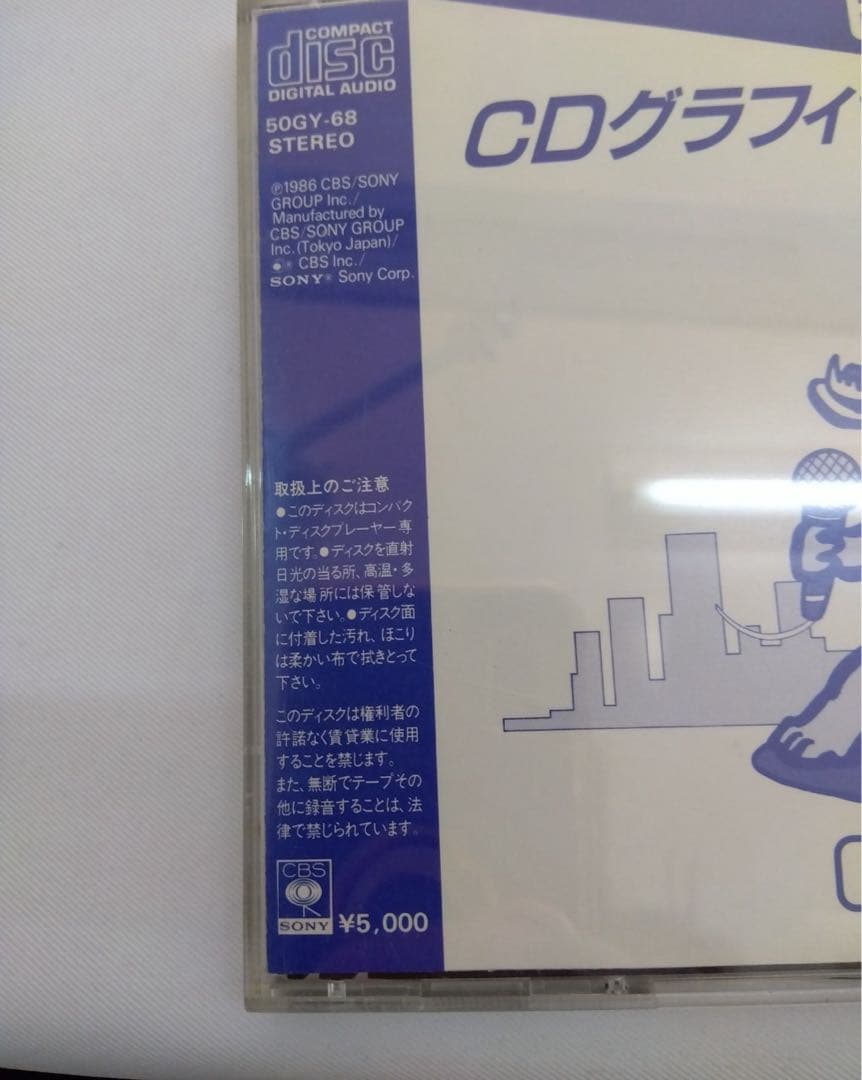 COMPACT
disc
DIGITAL AUDIO
50GY-68
STEREO
℗1986 CBS/SONY
GROUP Inc./
Manufactured by
CBS/SONY GROUP
Inc. (Tokyo Japan)/
® CBS Inc./
SONY® Sony Corp.
CDグラフィ
取扱上のご注意
●このディスクはコンパク
ト・ディスクプレーヤー専
用です。●ディスクを直射
日光の当る所、高温・多
湿な場所には保管しな
いで下さい。●ディスク面
に付着した汚れ、ほこり
は柔かい布で拭きとって
下さい。
このディスクは権利者の
許諾なく賃貸業に使用
することを禁じます。
また、無断でテープその
他に録音することは、法
律で禁じられています。
CBS
SONY
¥5,000